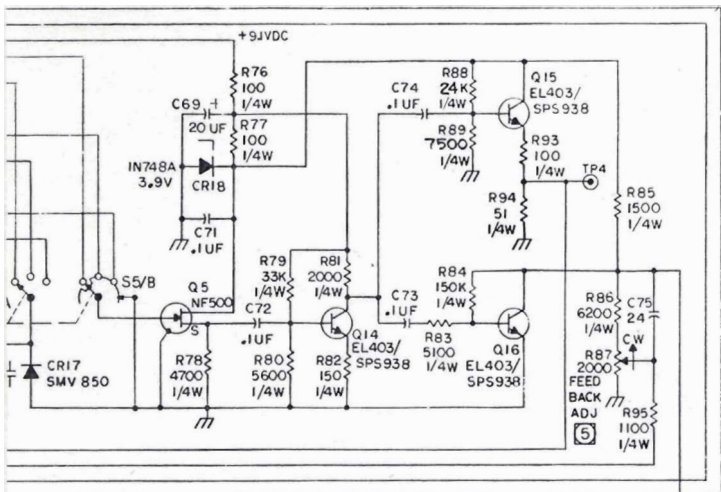 +9.1VDC
R76
100
1/4W
C69
+
20 UF
R77
100
1/4W
1N748A
3.9V
CR18
C71
.1UF
S5/B
Q5
NF500
S
R79
33K
1/4W
R81
2000
1/4W
C72
.1UF
R78
4700
1/4W
R80
5600
1/4W
R82
150
1/4W
Q14
EL403/
SPS938
CR17
SMV 850
C74
.1UF
R88
24K
1/4W
R89
7500
1/4W
Q15
EL403/
SPS938
R93
100
1/4W
TP4
R94
51
1/4W
R85
1500
1/4W
C73
.1UF
R84
150K
1/4W
R83
5100
1/4W
Q16
EL403/
SPS938
R86
6200
1/4W
C75
24
CW
R87
2000
FEED
BACK
ADJ
5
R95
1100
1/4W